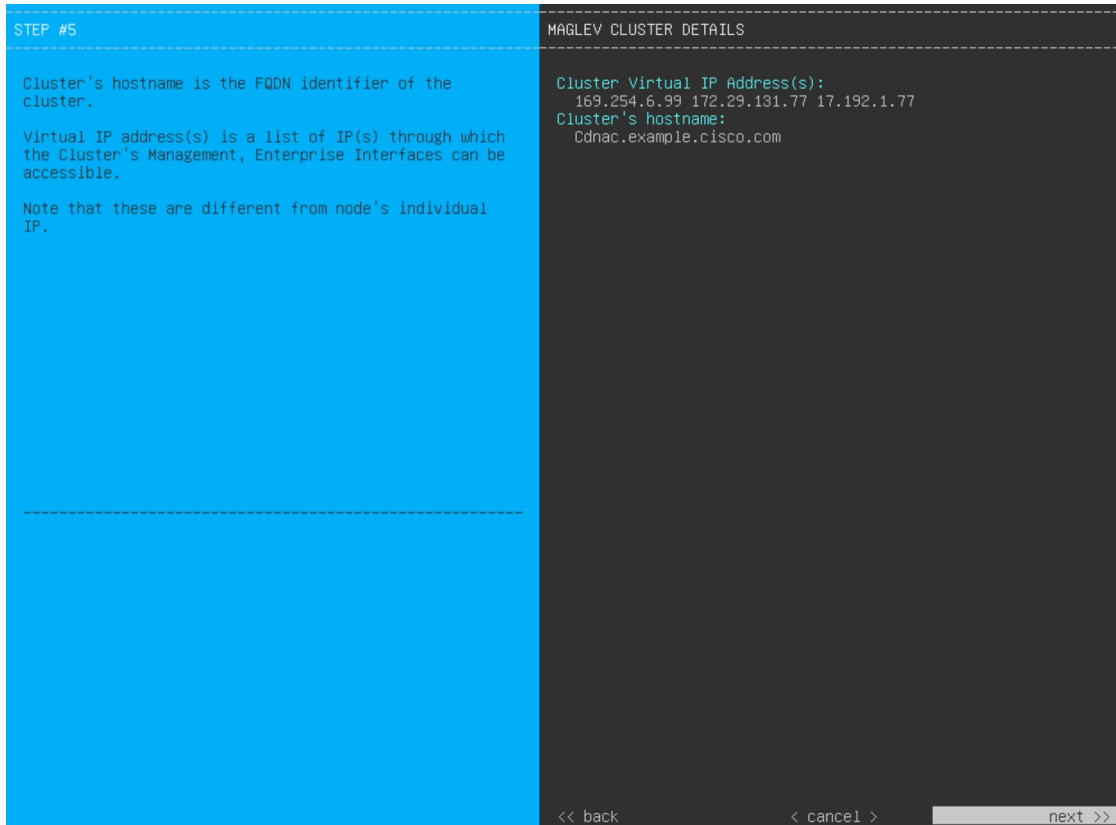 STEP #5
Cluster's hostname is the FQDN identifier of the
cluster.
Virtual IP address(s) is a list of IP(s) through which
the Cluster's Management, Enterprise Interfaces can be
accessible.
Note that these are different from node's individual
IP.
MAGLEV CLUSTER DETAILS
Cluster Virtual IP Address(s):
169.254.6.99 172.29.131.77 17.192.1.77
Cluster's hostname:
Cdnac.example.cisco.com
<< back < cancel > next >>